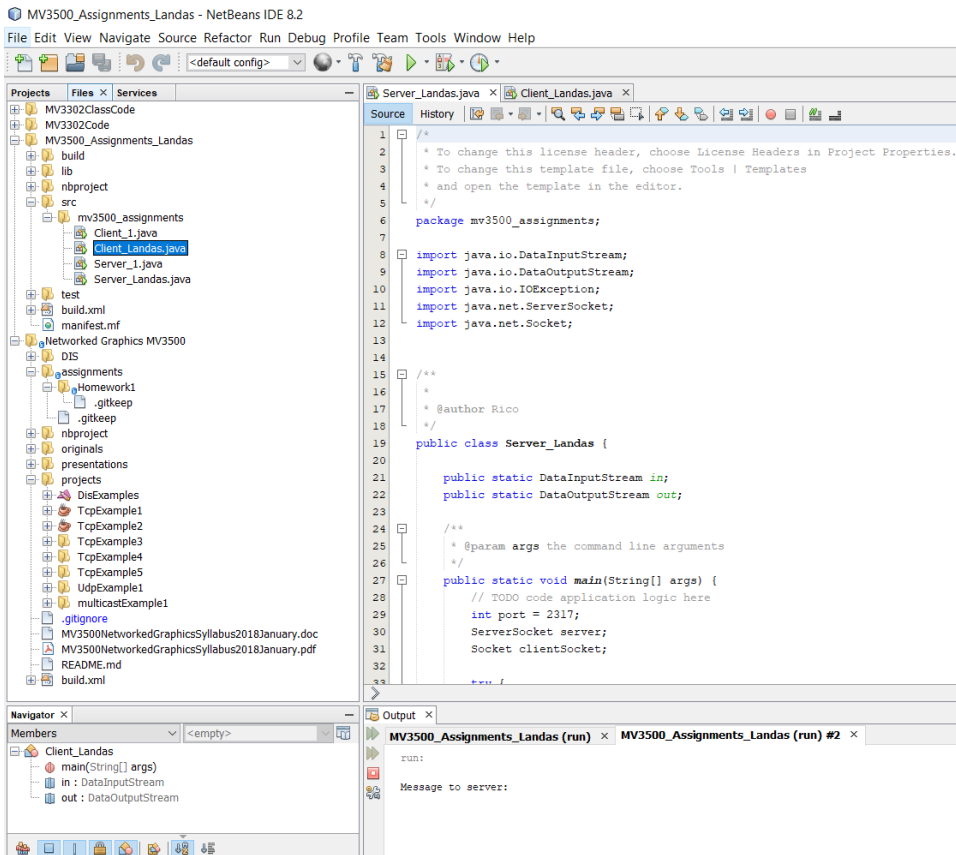 MV3500_Assignments_Landas - NetBeans IDE 8.2
File Edit View Navigate Source Refactor Run Debug Profile Team Tools Window Help
<default config>
Projects Files × Services
MV3302ClassCode
MV3302Code
MV3500_Assignments_Landas
build
lib
nbproject
src
mv3500_assignments
Client_1.java
Client_Landas.java
Server_1.java
Server_Landas.java
test
build.xml
manifest.mf
Networked Graphics MV3500
DIS
assignments
Homework1
.gitkeep
.gitkeep
nbproject
originals
presentations
projects
DisExamples
TcpExample1
TcpExample2
TcpExample3
TcpExample4
TcpExample5
UdpExample1
multicastExample1
.gitignore
MV3500NetworkedGraphicsSyllabus2018January.doc
MV3500NetworkedGraphicsSyllabus2018January.pdf
README.md
build.xml
Server_Landas.java × Client_Landas.java ×
Source History
1 /*
2 * To change this license header, choose License Headers in Project Properties.
3 * To change this template file, choose Tools | Templates
4 * and open the template in the editor.
5 */
6 package mv3500_assignments;
7
8 import java.io.DataInputStream;
9 import java.io.DataOutputStream;
10 import java.io.IOException;
11 import java.net.ServerSocket;
12 import java.net.Socket;
13
14
15 /**
16 *
17 * @author Rico
18 */
19 public class Server_Landas {
20
21 public static DataInputStream in;
22 public static DataOutputStream out;
23
24 /**
25 * @param args the command line arguments
26 */
27 public static void main(String[] args) {
28 // TODO code application logic here
29 int port = 2317;
30 ServerSocket server;
31 Socket clientSocket;
32
33 try {
Navigator ×
Members <empty>
Client_Landas
main(String[] args)
in : DataInputStream
out : DataOutputStream
Output ×
MV3500_Assignments_Landas (run) × MV3500_Assignments_Landas (run) #2 ×
run:
Message to server: